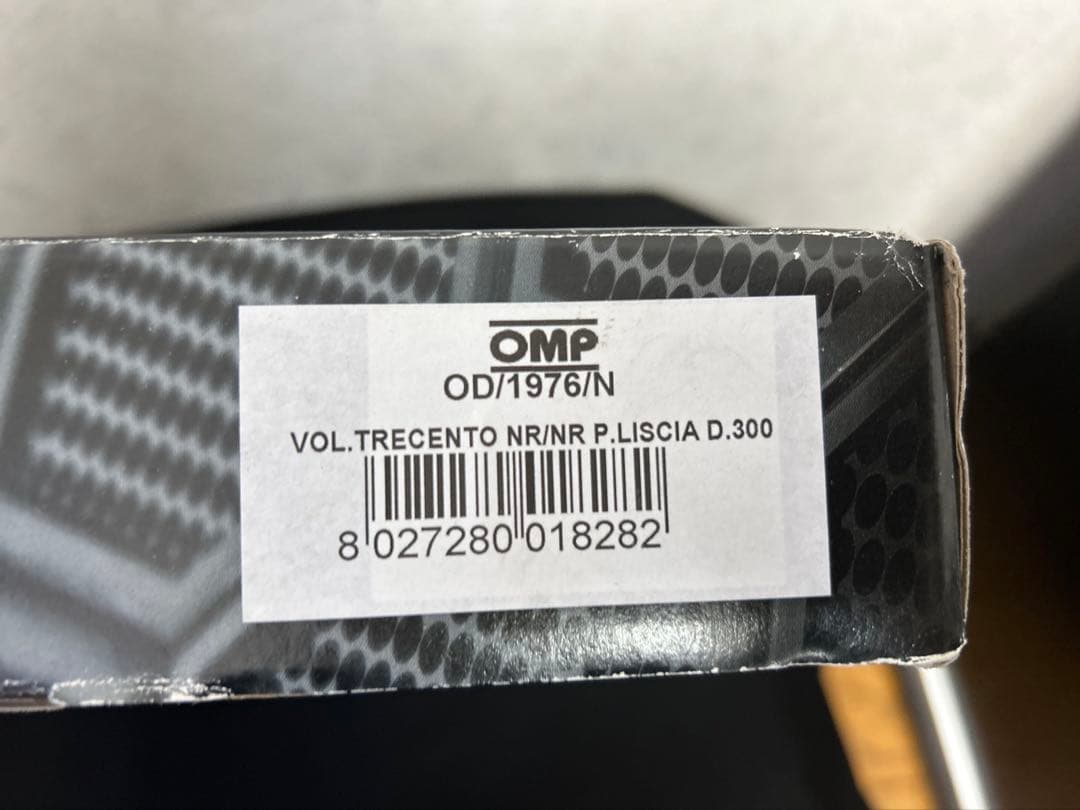 OMP
OD/1976/N
VOL.TRECENTO NR/NR P.LISCIA D.300
8 027280 018282